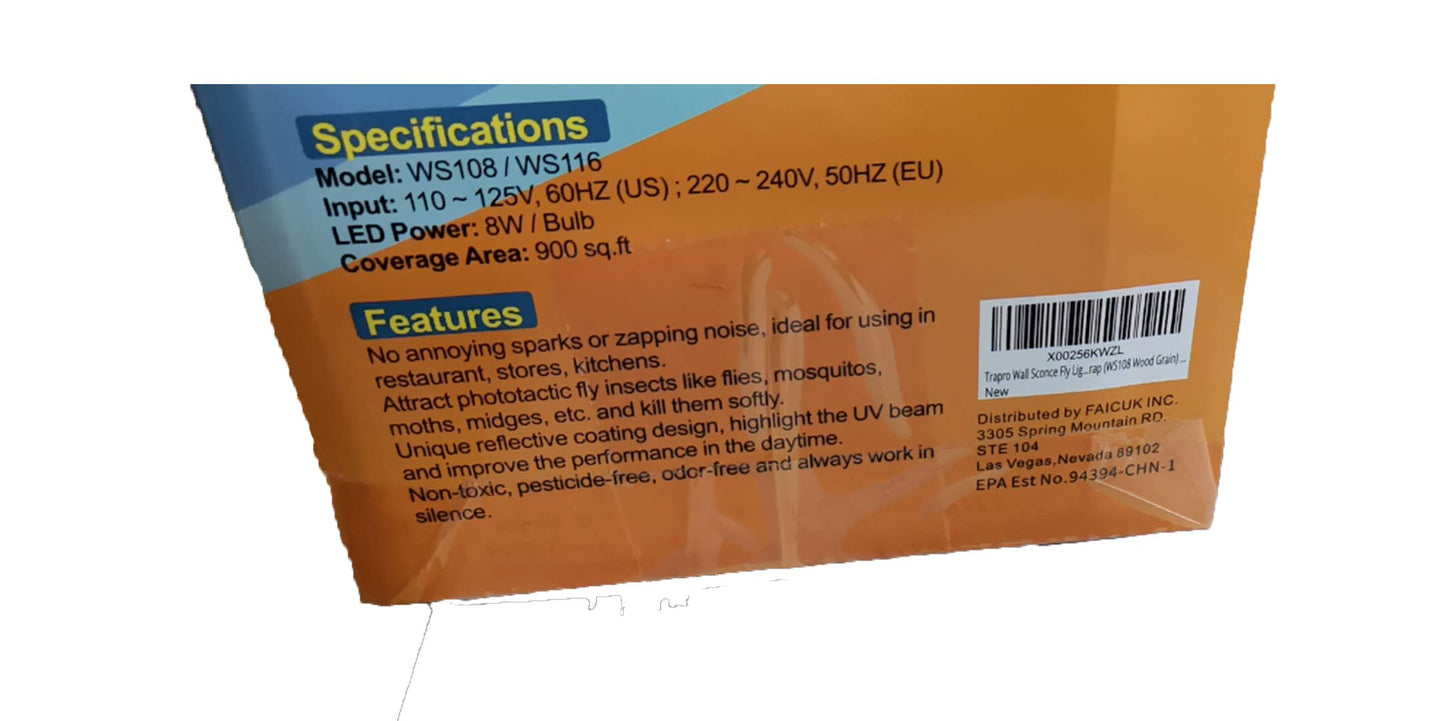 Specifications
Model: WS108 / WS116
Input: 110 ~ 125V, 60HZ (US) ; 220 ~ 240V, 50HZ (EU)
LED Power: 8W / Bulb
Coverage Area: 900 sq.ft
Features
No annoying sparks or zapping noise, ideal for using in
restaurant, stores, kitchens.
Attract phototactic fly insects like flies, mosquitos,
moths, midges, etc. and kill them softly.
Unique reflective coating design, highlight the UV beam
and improve the performance in the daytime.
Non-toxic, pesticide-free, odor-free and always work in
silence.
X00256KWZL
Trapro Wall Sconce Fly Lig...rap (WS108 Wood Grain) ...
New
Distributed by FAICUK INC.
3305 Spring Mountain RD.
STE 104
Las Vegas,Nevada 89102
EPA Est No.94394-CHN-1